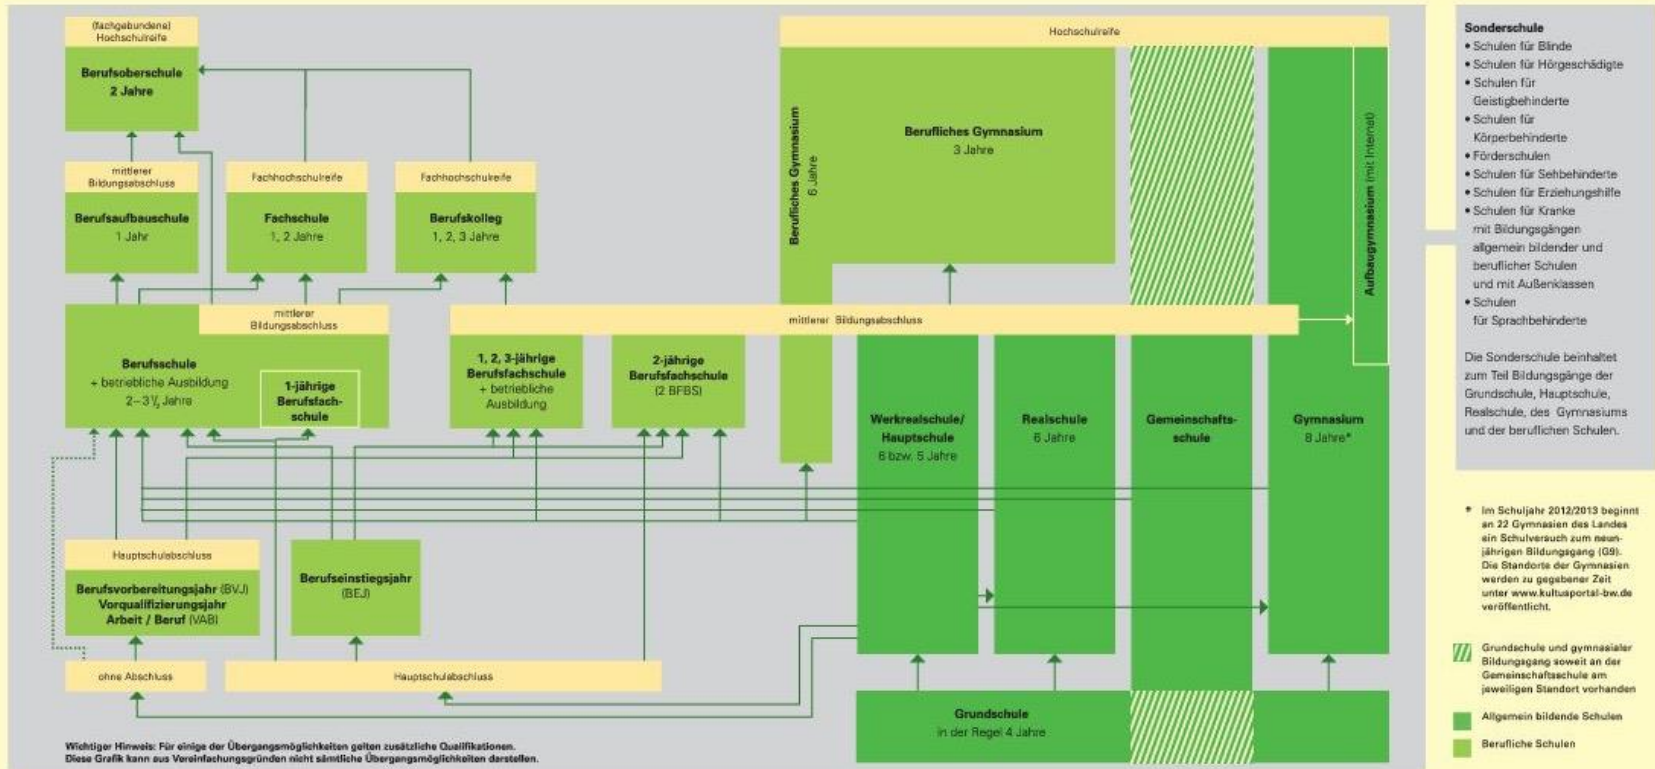 (fachgebundene)
Hochschulreife
Berufsoberschule
2 Jahre
mittlerer
Bildungsabschluss
Berufsaufbauschule
1 Jahr
Fachhochschulreife
Fachschule
1, 2 Jahre
Fachhochschulreife
Berufskolleg
1, 2, 3 Jahre
Hochschulreife
Berufliches Gymnasium
6 Jahre
Berufliches Gymnasium
3 Jahre
Aufbaugymnasium (mit Internat)
mittlerer
Bildungsabschluss
Berufsschule
+ betriebliche Ausbildung
2–3½ Jahre
1-jährige
Berufsfach-
schule
mittlerer Bildungsabschluss
1, 2, 3-jährige
Berufsfachschule
+ betriebliche
Ausbildung
2-jährige
Berufsfachschule
(2 BFBS)
Werkrealschule/
Hauptschule
6 bzw. 5 Jahre
Realschule
6 Jahre
Gemeinschafts-
schule
Gymnasium
8 Jahre*
Hauptschulabschluss
Berufsvorbereitungsjahr (BVJ)
Vorqualifizierungsjahr
Arbeit / Beruf (VAB)
Berufseinstiegsjahr
(BEJ)
ohne Abschluss
Hauptschulabschluss
Grundschule
in der Regel 4 Jahre
Wichtiger Hinweis: Für einige der Übergangsmöglichkeiten gelten zusätzliche Qualifikationen.
Diese Grafik kann aus Vereinfachungsgründen nicht sämtliche Übergangsmöglichkeiten darstellen.
Sonderschule
• Schulen für Blinde
• Schulen für Hörgeschädigte
• Schulen für
Geistigbehinderte
• Schulen für
Körperbehinderte
• Förderschulen
• Schulen für Sehbehinderte
• Schulen für Erziehungshilfe
• Schulen für Kranke
mit Bildungsgängen
allgemein bildender und
beruflicher Schulen
und mit Außenklassen
• Schulen
für Sprachbehinderte
Die Sonderschule beinhaltet
zum Teil Bildungsgänge der
Grundschule, Hauptschule,
Realschule, des Gymnasiums
und der beruflichen Schulen.
* Im Schuljahr 2012/2013 beginnt
an 22 Gymnasien des Landes
ein Schulversuch zum neun-
jährigen Bildungsgang (G9).
Die Standorte der Gymnasien
werden zu gegebener Zeit
unter www.kultusportal-bw.de
veröffentlicht.
Grundschule und gymnasialer
Bildungsgang soweit an der
Gemeinschaftsschule am
jeweiligen Standort vorhanden
Allgemein bildende Schulen
Berufliche Schulen